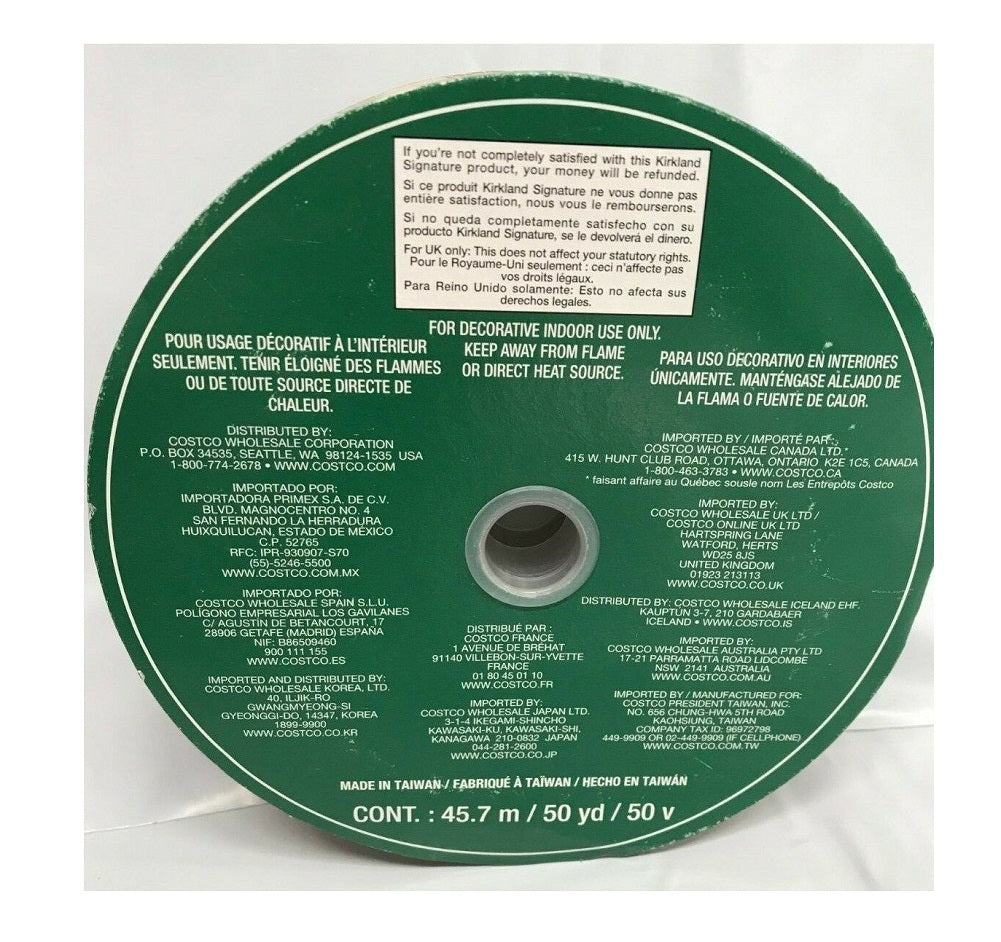 If you're not completely satisfied with this Kirkland
Signature product, your money will be refunded.
Si ce produit Kirkland Signature ne vous donne pas
entière satisfaction, nous vous le rembourserons.
Si no queda completamente satisfecho con su
producto Kirkland Signature, se le devolverá el dinero.
For UK only: This does not affect your statutory rights.
Pour le Royaume-Uni seulement : ceci n'affecte pas
vos droits légaux.
Para Reino Unido solamente: Esto no afecta sus
derechos legales.
POUR USAGE DÉCORATIF À L'INTÉRIEUR
SEULEMENT. TENIR ÉLOIGNÉ DES FLAMMES
OU DE TOUTE SOURCE DIRECTE DE
CHALEUR.
FOR DECORATIVE INDOOR USE ONLY.
KEEP AWAY FROM FLAME
OR DIRECT HEAT SOURCE.
PARA USO DECORATIVO EN INTERIORES
ÚNICAMENTE. MANTÉNGASE ALEJADO DE
LA FLAMA O FUENTE DE CALOR.
DISTRIBUTED BY:
COSTCO WHOLESALE CORPORATION
P.O. BOX 34535, SEATTLE, WA 98124-1535 USA
1-800-774-2678 • WWW.COSTCO.COM
IMPORTADO POR:
IMPORTADORA PRIMEX S.A. DE C.V.
BLVD. MAGNOCENTRO NO. 4
SAN FERNANDO LA HERRADURA
HUIXQUILUCAN, ESTADO DE MÉXICO
C.P. 52765
RFC: IPR-930907-S70
(55)-5246-5500
WWW.COSTCO.COM.MX
IMPORTADO POR:
COSTCO WHOLESALE SPAIN S.L.U.
POLÍGONO EMPRESARIAL LOS GAVILANES
C/ AGUSTÍN DE BETANCOURT, 17
28906 GETAFE (MADRID) ESPAÑA
NIF: B86509460
900 111 155
WWW.COSTCO.ES
IMPORTED AND DISTRIBUTED BY:
COSTCO WHOLESALE KOREA, LTD.
40, ILJIK-RO
GWANGMYEONG-SI
GYEONGGI-DO, 14347, KOREA
1899-9900
WWW.COSTCO.CO.KR
DISTRIBUÉ PAR :
COSTCO FRANCE
1 AVENUE DE BRÉHAT
91140 VILLEBON-SUR-YVETTE
FRANCE
01 80 45 01 10
WWW.COSTCO.FR
IMPORTED BY:
COSTCO WHOLESALE JAPAN LTD.
3-1-4 IKEGAMI-SHINCHO
KAWASAKI-KU, KAWASAKI-SHI,
KANAGAWA 210-0832 JAPAN
044-281-2600
WWW.COSTCO.CO.JP
IMPORTED BY / IMPORTÉ PAR :
COSTCO WHOLESALE CANADA LTD.*
415 W. HUNT CLUB ROAD, OTTAWA, ONTARIO K2E 1C5, CANADA
1-800-463-3783 • WWW.COSTCO.CA
* faisant affaire au Québec sousle nom Les Entrepôts Costco
IMPORTED BY:
COSTCO WHOLESALE UK LTD /
COSTCO ONLINE UK LTD
HARTSPRING LANE
WATFORD, HERTS
WD25 8JS
UNITED KINGDOM
01923 213113
WWW.COSTCO.CO.UK
DISTRIBUTED BY: COSTCO WHOLESALE ICELAND EHF.
KAUPTÚN 3-7, 210 GARDABAER
ICELAND • WWW.COSTCO.IS
IMPORTED BY:
COSTCO WHOLESALE AUSTRALIA PTY LTD
17-21 PARRAMATTA ROAD LIDCOMBE
NSW 2141 AUSTRALIA
WWW.COSTCO.COM.AU
IMPORTED BY / MANUFACTURED FOR:
COSTCO PRESIDENT TAIWAN, INC.
NO. 656 CHUNG-HWA 5TH ROAD
KAOHSIUNG, TAIWAN
COMPANY TAX ID: 96972798
449-9909 OR 02-449-9909 (IF CELLPHONE)
WWW.COSTCO.COM.TW
MADE IN TAIWAN / FABRIQUÉ À TAÏWAN / HECHO EN TAIWÁN
CONT. : 45.7 m / 50 yd / 50 v